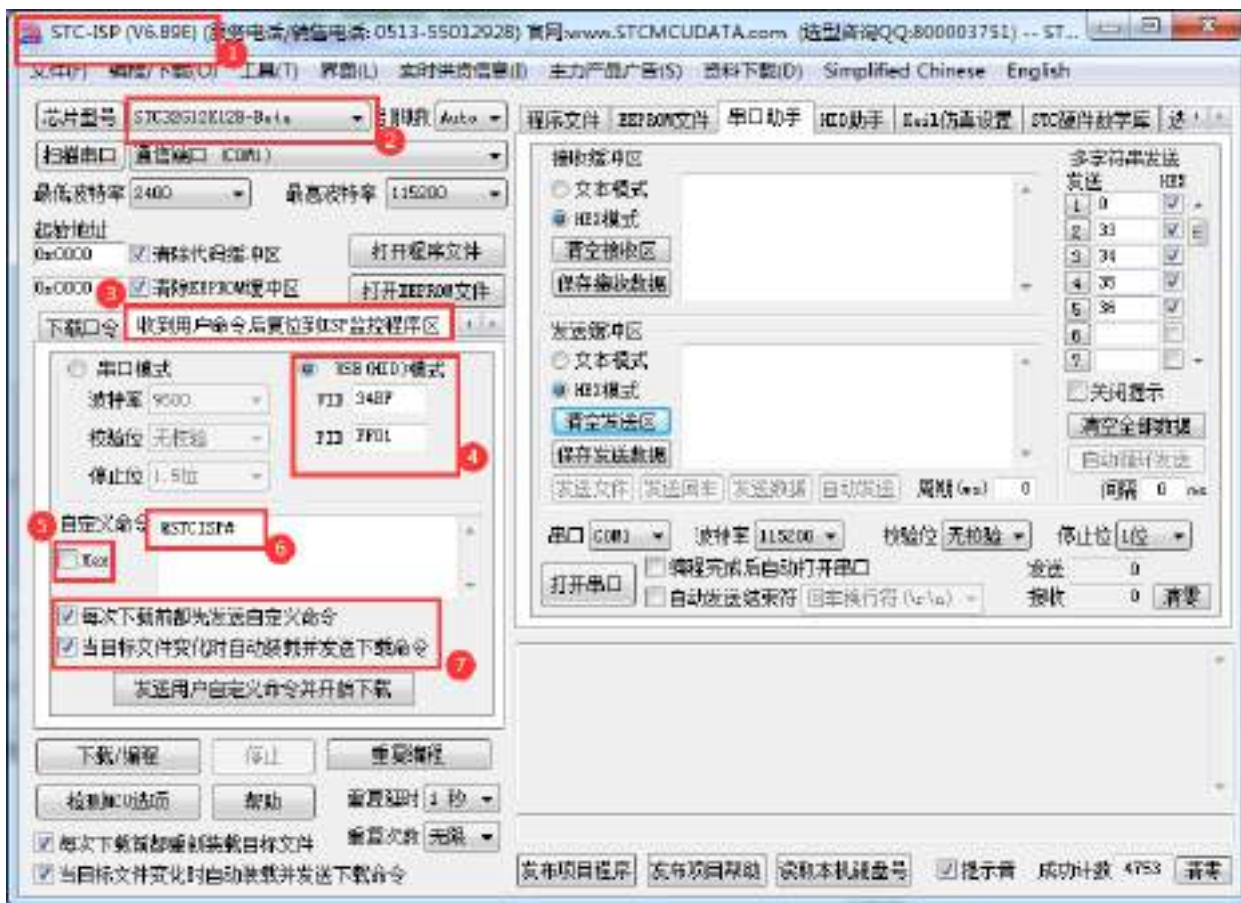 STC-ISP (V6.89E) (服务电话/销售电话: 0513-55012928) 官网:www.STCMCUDATA.com (选型咨询QQ:800003751) -- ST...
文件(F) 编程/下载(O) 工具(T) 界面(L) 实时供货信息(I) 主力产品广告(S) 资料下载(D) Simplified Chinese English
1
芯片型号 STC32G12K128-Beta Auto
2
扫描串口 通信端口 (COM1)
最低波特率 2400 最高波特率 115200
起始地址
0x0000 清除代码缓冲区 打开程序文件
0x0000 清除EEPROM缓冲区 打开EEPROM文件
3
下载口令 收到用户命令后复位到ISP监控程序区
串口模式 USB(HID)模式
波特率 9600 VID 34BF
校验位 无校验 PID FF01
停止位 1.5位
4
5
自定义命令 @STCISP#
6
Hex
每次下载前都先发送自定义命令
当目标文件变化时自动装载并发送下载命令
7
发送用户自定义命令并开始下载
下载/编程 停止 重复编程
检测MCU选项 帮助 重复延时 1 秒
每次下载前都重新装载目标文件 重复次数 无限
当目标文件变化时自动装载并发送下载命令
程序文件 EEPROM文件 串口助手 HID助手 Keil仿真设置 STC硬件数学库 选
接收缓冲区
文本模式
HEX模式
清空接收区
保存接收数据
多字符串发送
发送 HEX
1 0
2 33
3 34
4 35
5 36
6
7
关闭提示
清空全部数据
自动循环发送
间隔 0 ms
发送缓冲区
文本模式
HEX模式
清空发送区
保存发送数据
发送文件 发送回车 发送数据 自动发送 周期(ms) 0
串口 COM1 波特率 115200 校验位 无校验 停止位 1位
打开串口 编程完成后自动打开串口 发送 0
自动发送结束符 回车换行符(\r\n) 接收 0 清零
发布项目程序 发布项目帮助 读取本机硬盘号 提示音 成功计数 4753 清零